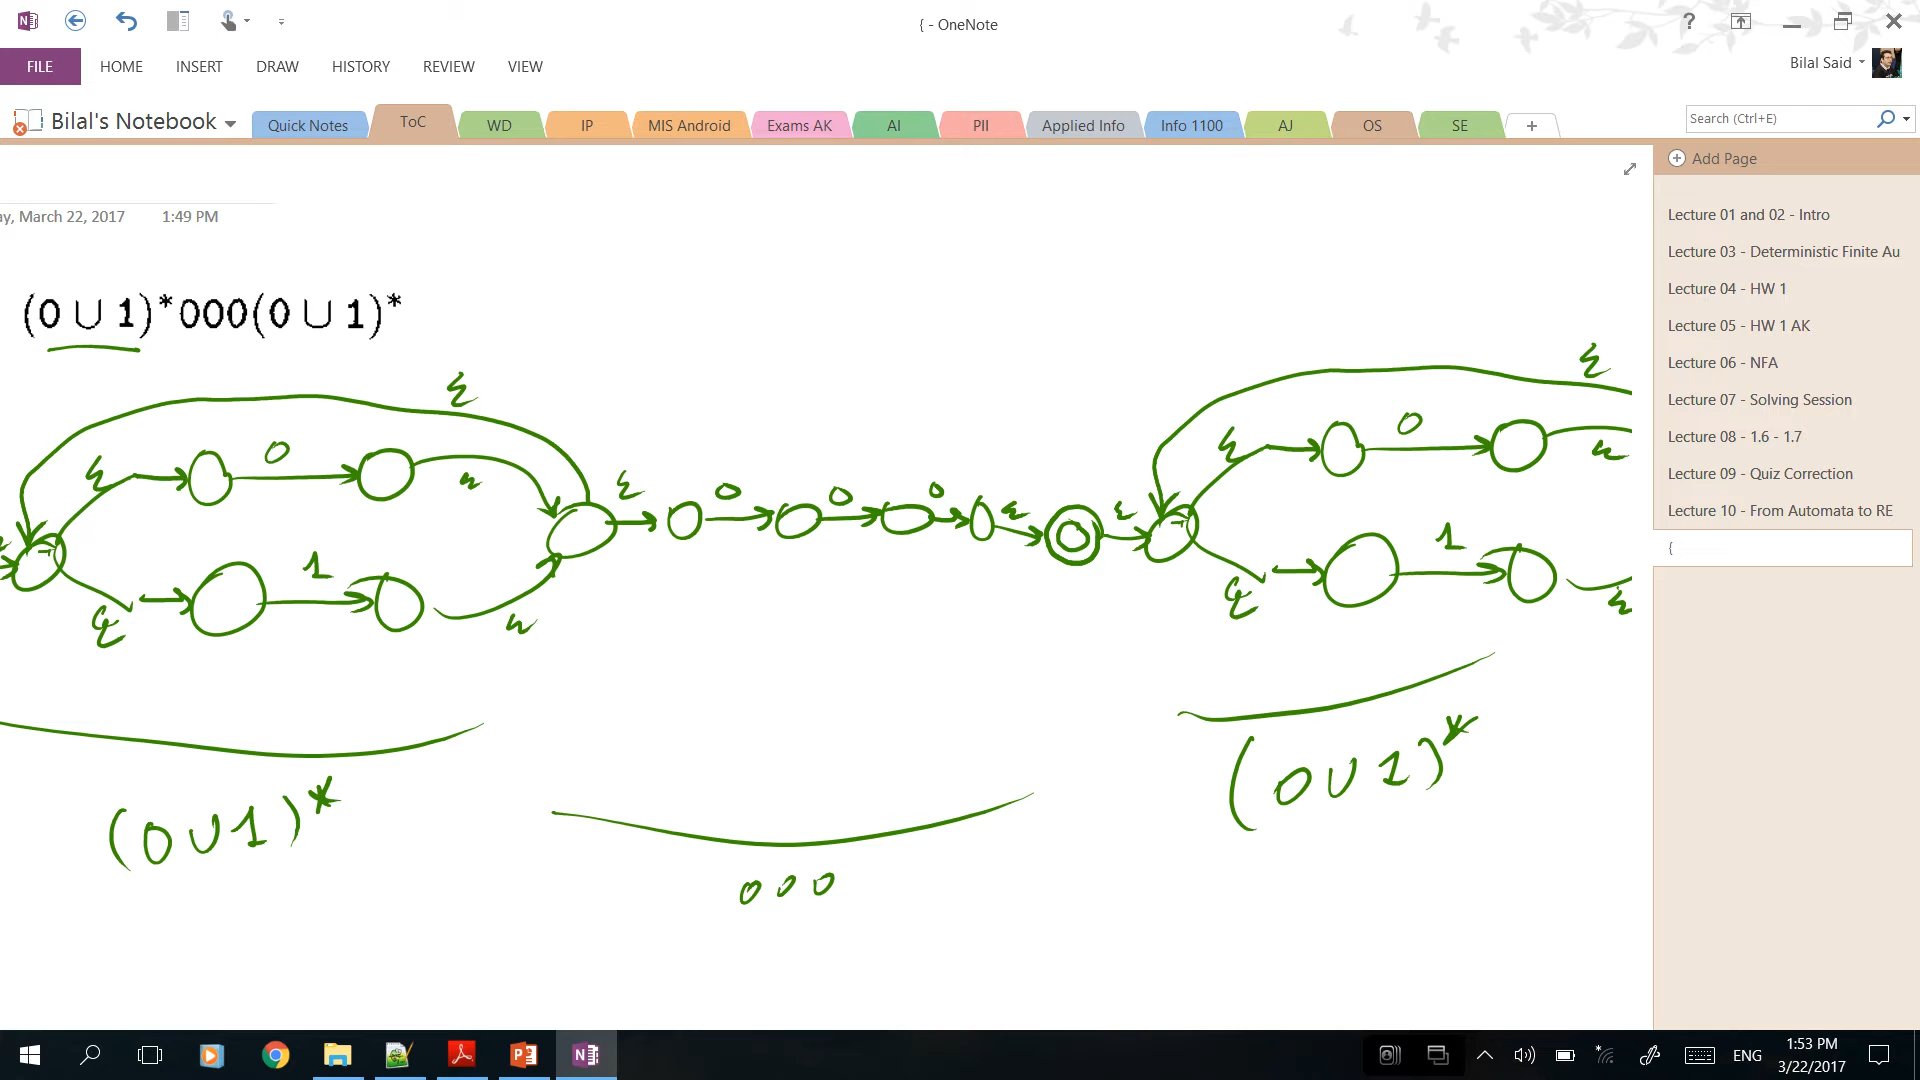 { - OneNote
?
FILE HOME INSERT DRAW HISTORY REVIEW VIEW
Bilal Said
Bilal's Notebook
Quick Notes ToC WD IP MIS Android Exams AK AI PII Applied Info Info 1100 AJ OS SE +
Search (Ctrl+E)
Add Page
ay, March 22, 2017 1:49 PM
Lecture 01 and 02 - Intro
Lecture 03 - Deterministic Finite Au
Lecture 04 - HW 1
Lecture 05 - HW 1 AK
Lecture 06 - NFA
Lecture 07 - Solving Session
Lecture 08 - 1.6 - 1.7
Lecture 09 - Quiz Correction
Lecture 10 - From Automata to RE
{
(0 ∪ 1)*000(0 ∪ 1)*
ε ε
ε 0 ε ε 0 0 0 ε ε ε 0 ε
ε 1 ε ε 1 ε
(0∪1)*
000
(0∪1)*
ENG
1:53 PM
3/22/2017